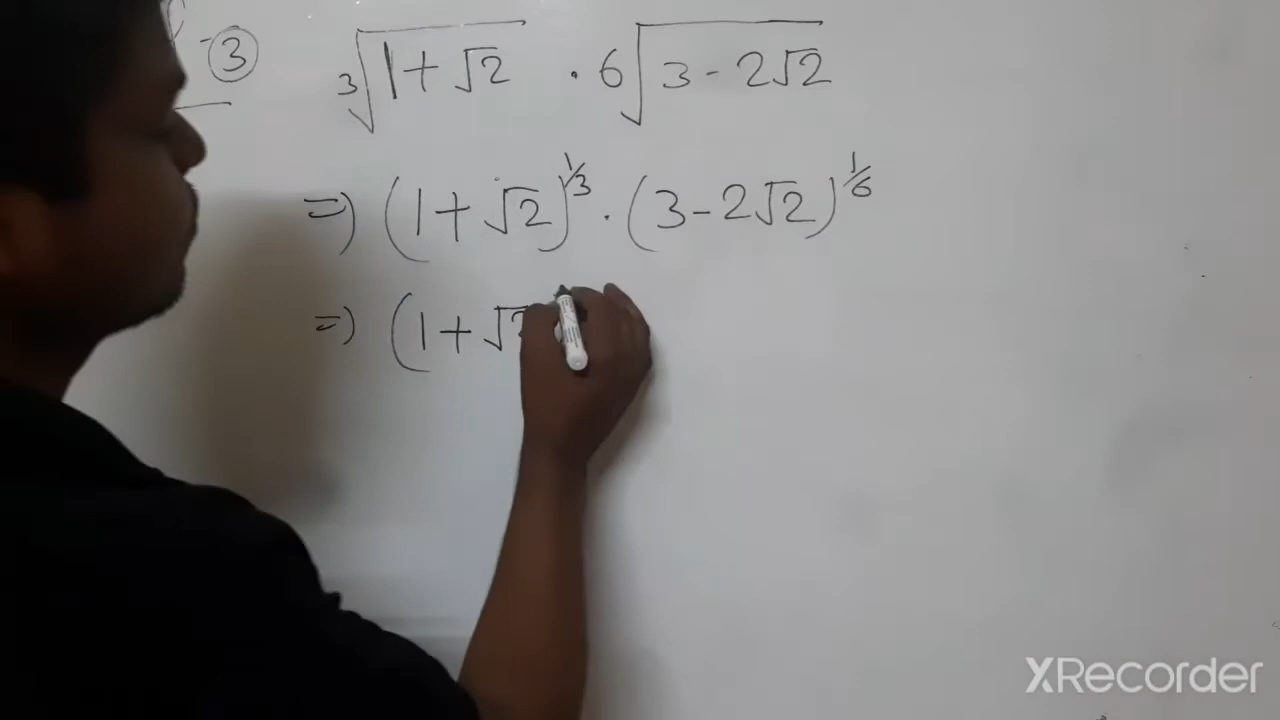 ③ ∛(1+√2) · ⁶√(3-2√2)
=) (1+√2)^1/3 · (3-2√2)^1/6
=) (1+√
XRecorder